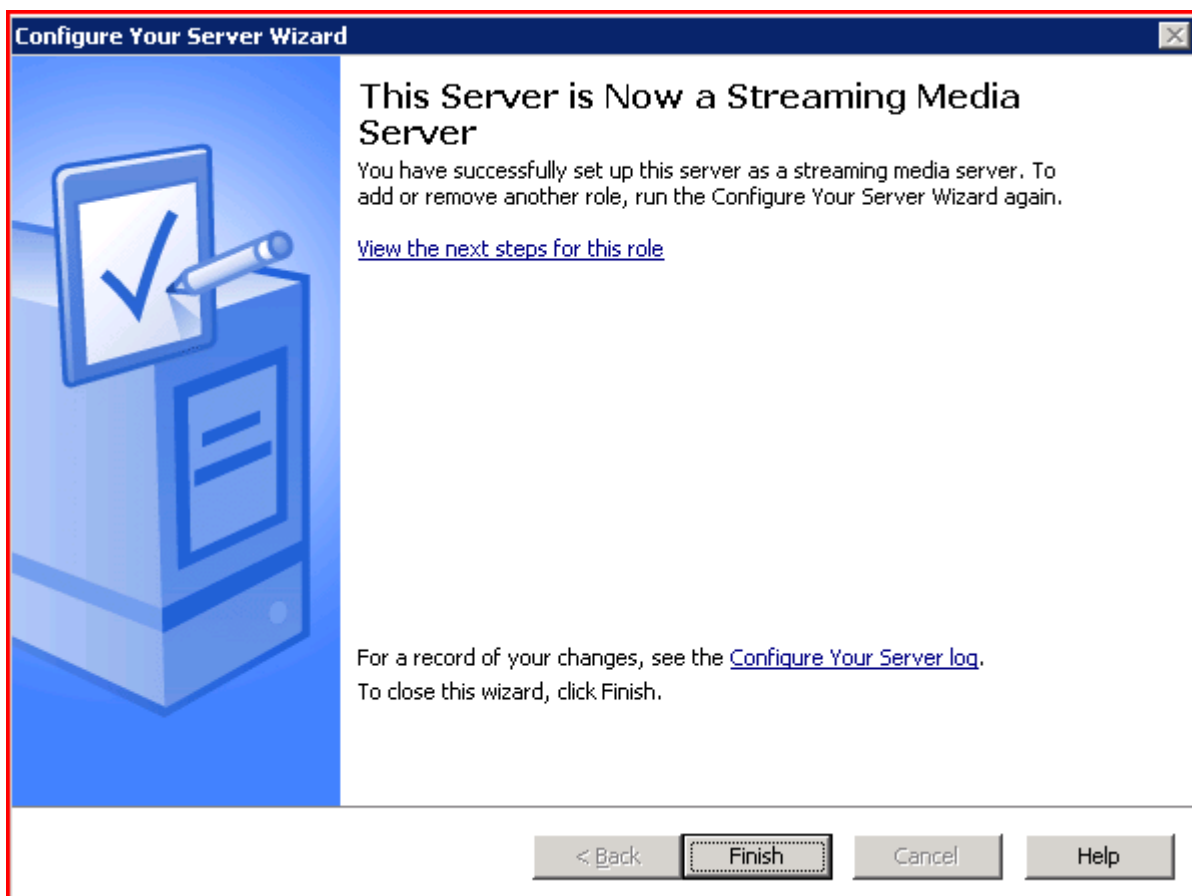 Configure Your Server Wizard
This Server is Now a Streaming Media
Server
You have successfully set up this server as a streaming media server. To
add or remove another role, run the Configure Your Server Wizard again.
View the next steps for this role
For a record of your changes, see the Configure Your Server log.
To close this wizard, click Finish.
< Back Finish Cancel Help